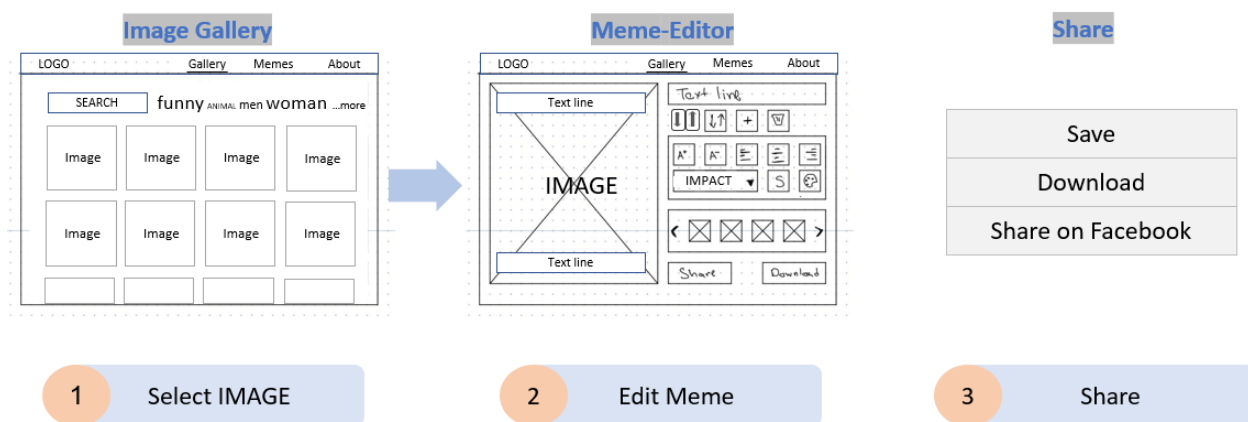 Image Gallery
LOGO Gallery Memes About
SEARCH funny ANIMAL men woman ...more
Image Image Image Image
Image Image Image Image
Meme-Editor
LOGO Gallery Memes About
Text line
IMAGE
Text line
Text line
+
A+ A-
IMPACT S
< >
Share Download
Share
Save
Download
Share on Facebook
1 Select IMAGE
2 Edit Meme
3 Share